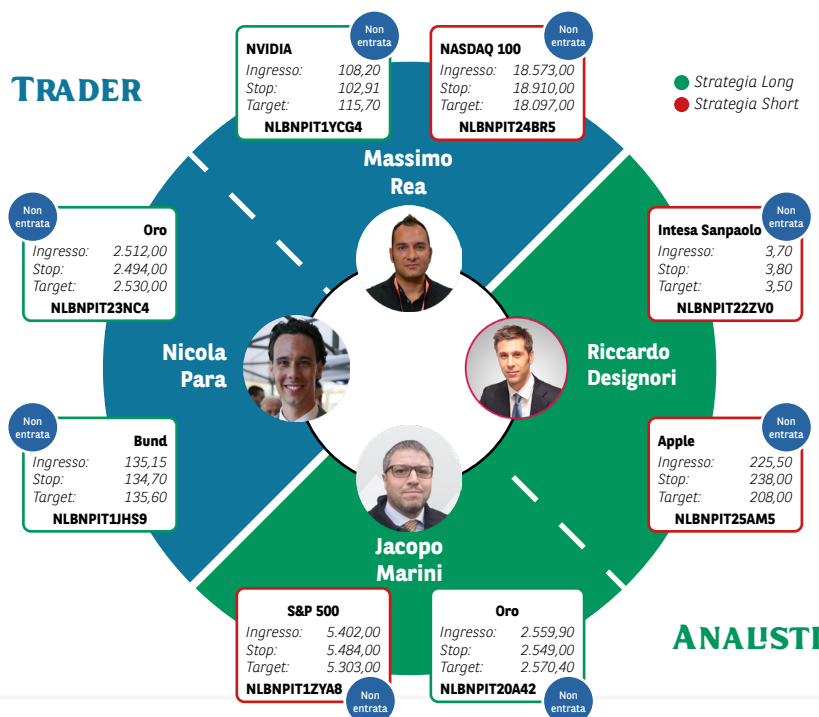 TRADER
Non
entrata
NVIDIA
Ingresso: 108,20
Stop: 102,91
Target: 115,70
NLBNPIT1YCG4
Non
entrata
NASDAQ 100
Ingresso: 18.573,00
Stop: 18.910,00
Target: 18.097,00
NLBNPIT24BR5
Strategia Long
Strategia Short
Massimo
Rea
Non
entrata
Oro
Ingresso: 2.512,00
Stop: 2.494,00
Target: 2.530,00
NLBNPIT23NC4
Non
entrata
Intesa Sanpaolo
Ingresso: 3,70
Stop: 3,80
Target: 3,50
NLBNPIT22ZV0
Nicola
Para
Riccardo
Designori
Non
entrata
Bund
Ingresso: 135,15
Stop: 134,70
Target: 135,60
NLBNPIT1JHS9
Non
entrata
Apple
Ingresso: 225,50
Stop: 238,00
Target: 208,00
NLBNPIT25AM5
Jacopo
Marini
S&P 500
Ingresso: 5.402,00
Stop: 5.484,00
Target: 5.303,00
NLBNPIT1ZYA8
Non
entrata
Oro
Ingresso: 2.559,90
Stop: 2.549,00
Target: 2.570,40
NLBNPIT20A42
Non
entrata
ANALISTI